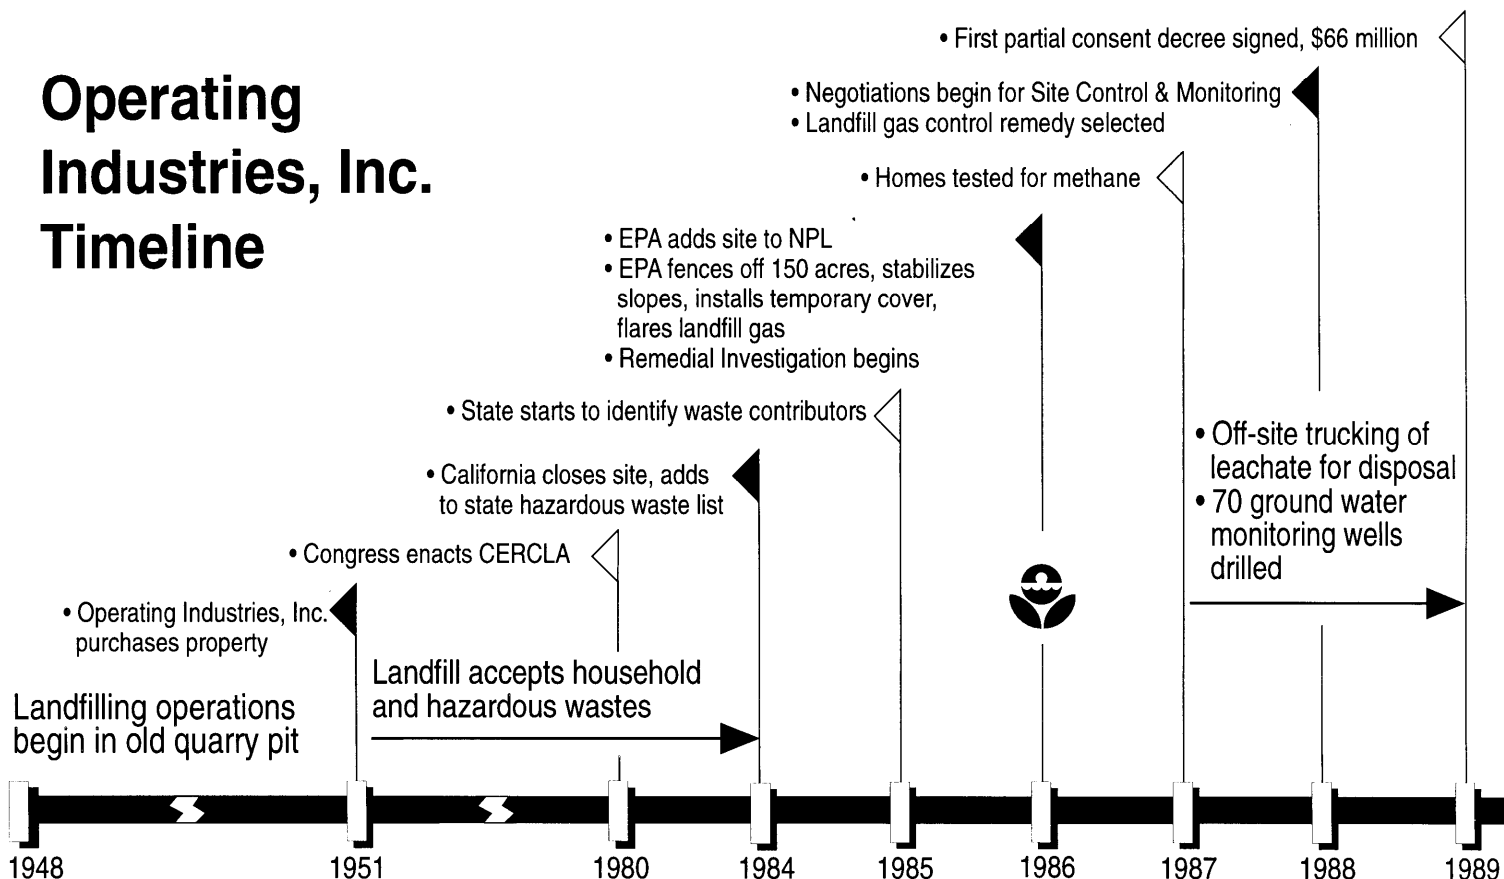 Operating
Industries, Inc.
Timeline
• First partial consent decree signed, $66 million
• Negotiations begin for Site Control & Monitoring
• Landfill gas control remedy selected
• Homes tested for methane
• EPA adds site to NPL
• EPA fences off 150 acres, stabilizes
slopes, installs temporary cover,
flares landfill gas
• Remedial Investigation begins
• State starts to identify waste contributors
• California closes site, adds
to state hazardous waste list
• Congress enacts CERCLA
• Operating Industries, Inc.
purchases property
Landfilling operations
begin in old quarry pit
Landfill accepts household
and hazardous wastes
• Off-site trucking of
leachate for disposal
• 70 ground water
monitoring wells
drilled
1948 1951 1980 1984 1985 1986 1987 1988 1989